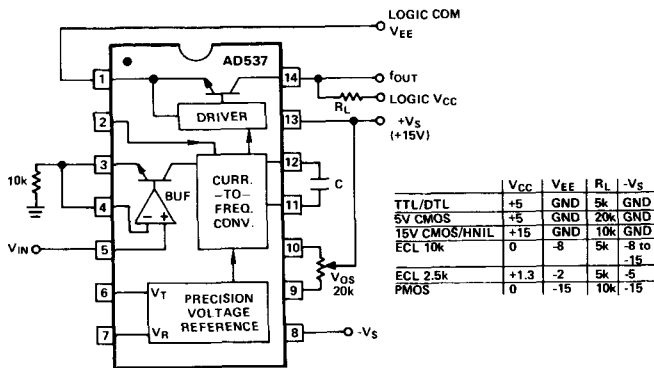 LOGIC COM
VEE
AD537
1
14
fOUT
RL
LOGIC VCC
DRIVER
2
13
+VS
(+15V)
3
12
10k
BUF
CURR.
-TO-
FREQ.
CONV.
C
4
11
VIN
5
10
VOS
20k
6
VT
PRECISION
VOLTAGE
REFERENCE
9
7
VR
8
-VS
VCC VEE RL -VS
TTL/DTL +5 GND 5k GND
5V CMOS +5 GND 20k GND
15V CMOS/HNIL +15 GND 10k GND
ECL 10k 0 -8 5k -8 to
-15
ECL 2.5k +1.3 -2 5k -5
PMOS 0 -15 10k -15